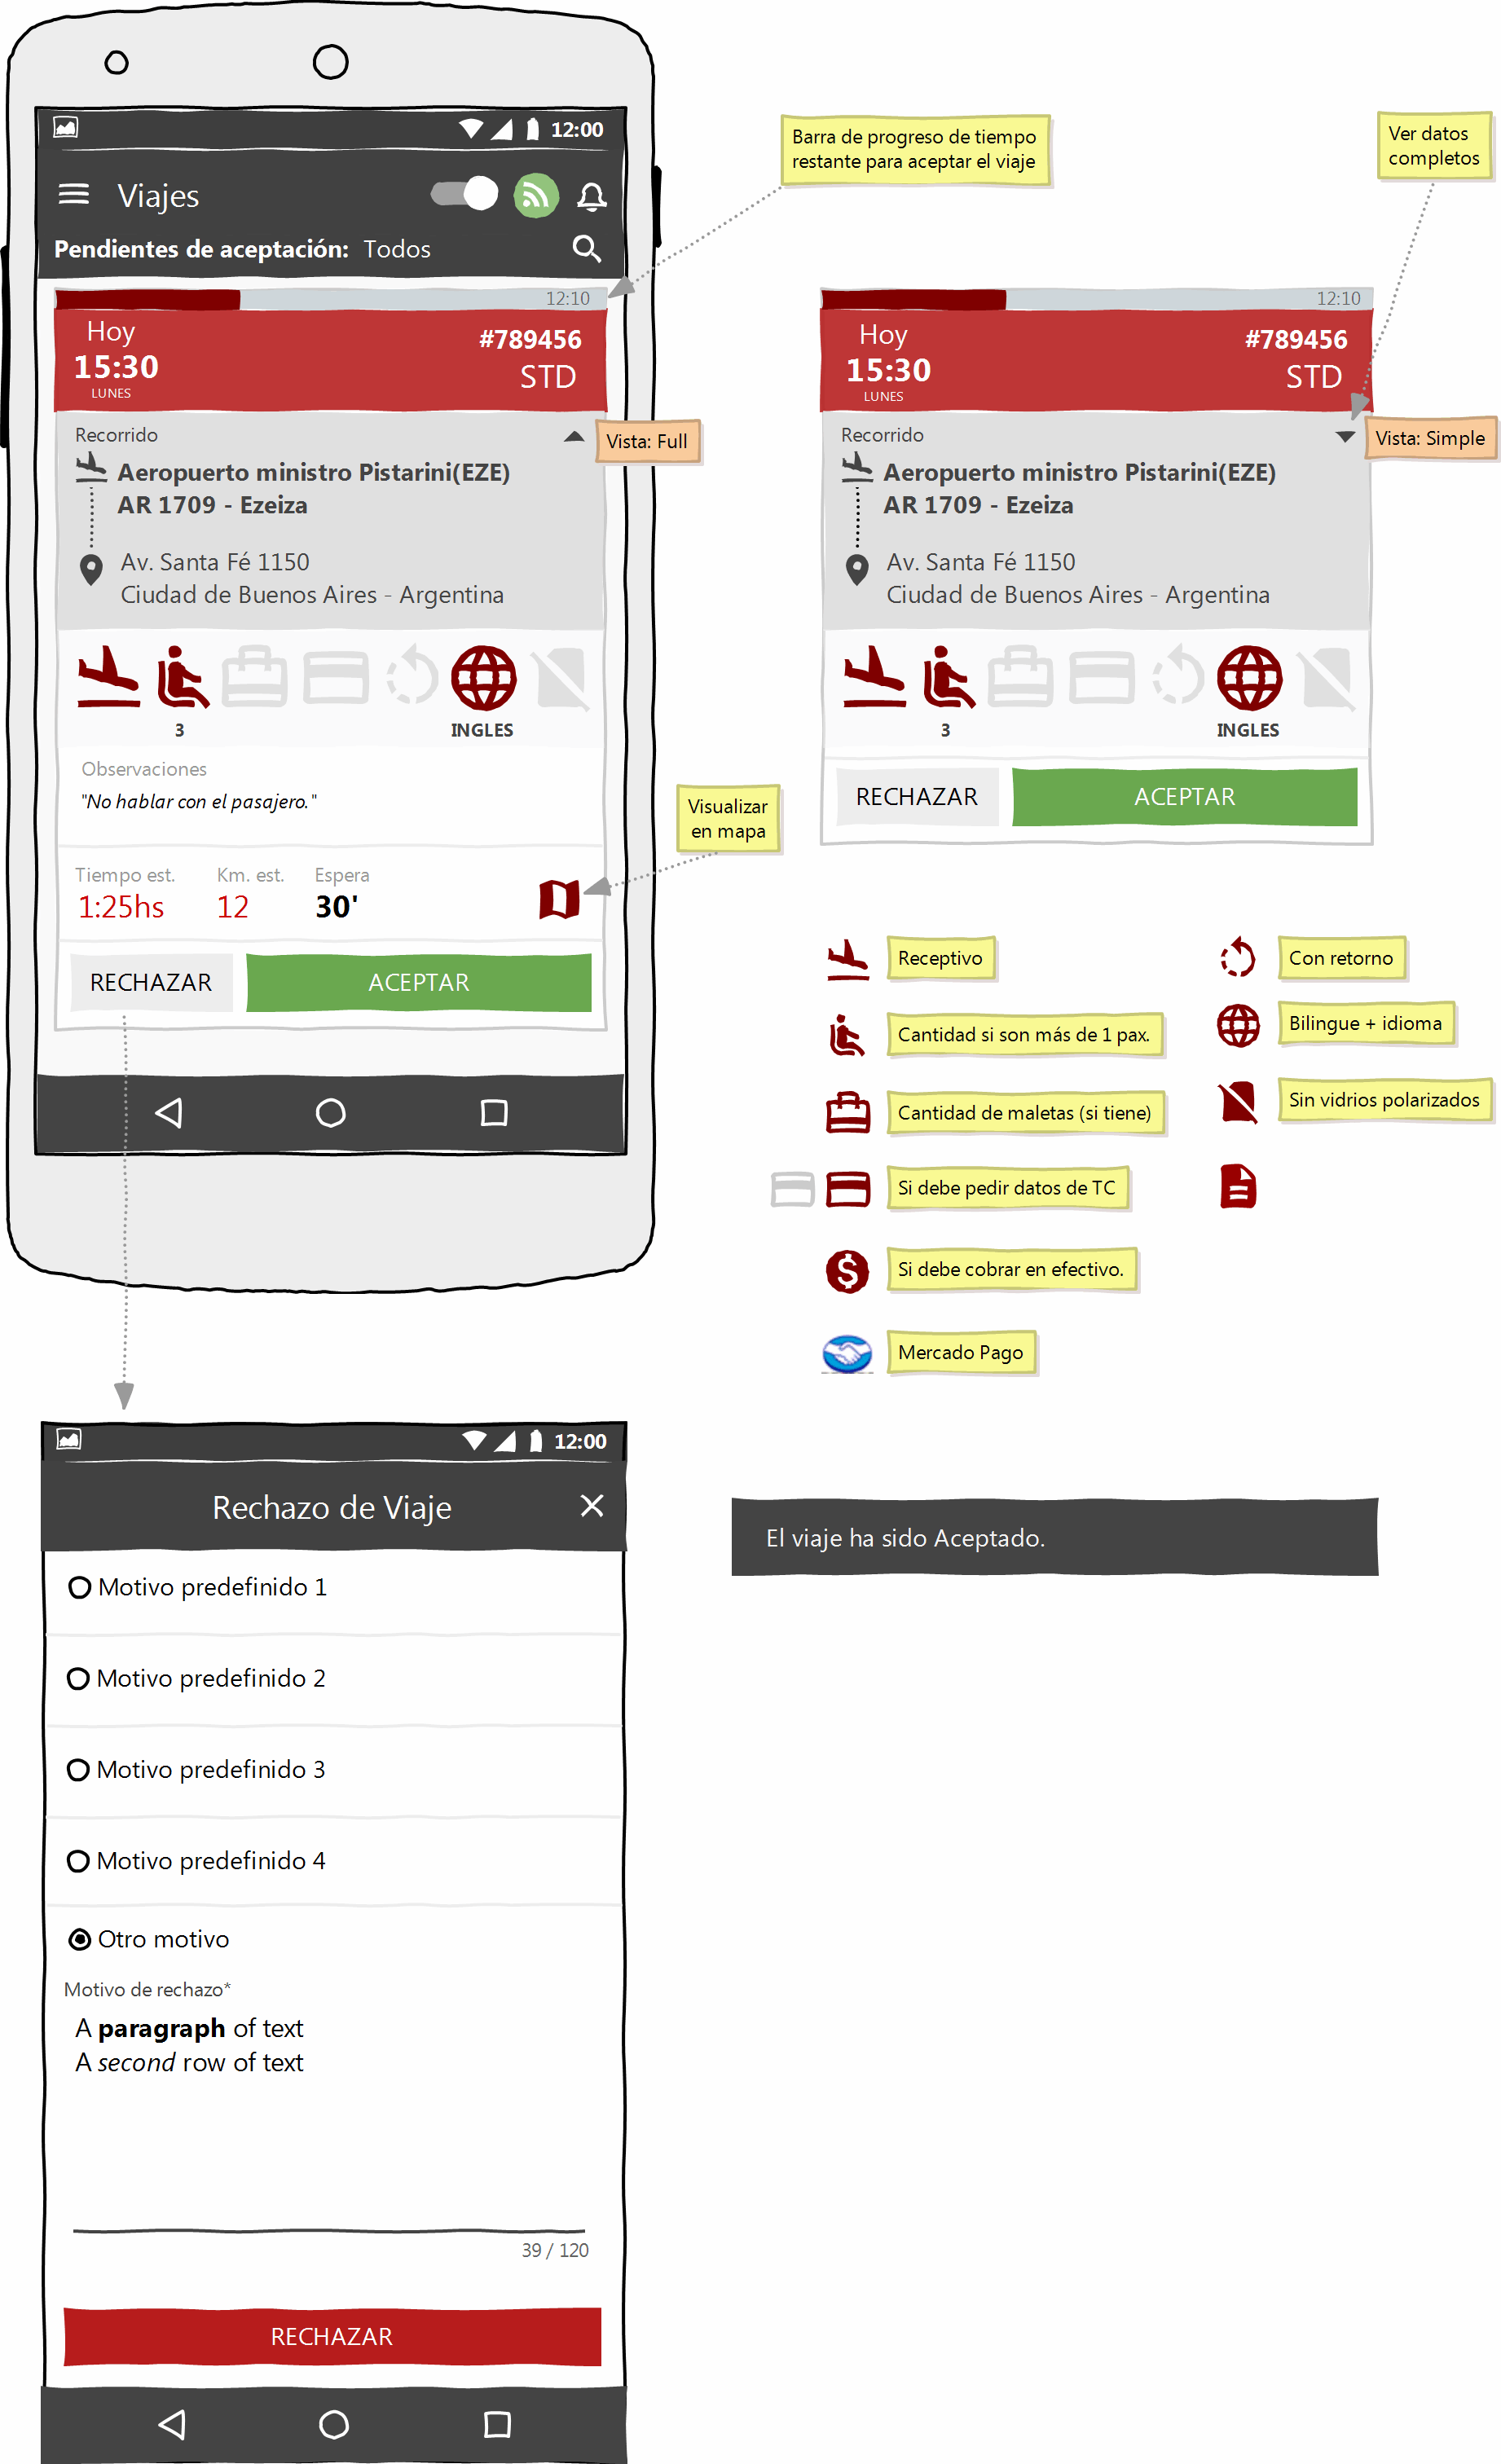 12:00
Viajes
Pendientes de aceptación: Todos
12:10
Hoy
15:30
LUNES
#789456
STD
Recorrido
Aeropuerto ministro Pistarini(EZE)
AR 1709 - Ezeiza
Av. Santa Fé 1150
Ciudad de Buenos Aires - Argentina
3
INGLES
Observaciones
"No hablar con el pasajero."
Tiempo est.
Km. est.
Espera
1:25hs
12
30'
RECHAZAR
ACEPTAR
Barra de progreso de tiempo
restante para aceptar el viaje
Ver datos
completos
Vista: Full
Visualizar
en mapa
12:10
Hoy
15:30
LUNES
#789456
STD
Recorrido
Vista: Simple
Aeropuerto ministro Pistarini(EZE)
AR 1709 - Ezeiza
Av. Santa Fé 1150
Ciudad de Buenos Aires - Argentina
3
INGLES
RECHAZAR
ACEPTAR
Receptivo
Cantidad si son más de 1 pax.
Cantidad de maletas (si tiene)
Si debe pedir datos de TC
Si debe cobrar en efectivo.
Mercado Pago
Con retorno
Bilingue + idioma
Sin vidrios polarizados
12:00
Rechazo de Viaje
Motivo predefinido 1
Motivo predefinido 2
Motivo predefinido 3
Motivo predefinido 4
Otro motivo
Motivo de rechazo*
A paragraph of text
A second row of text
39 / 120
RECHAZAR
El viaje ha sido Aceptado.